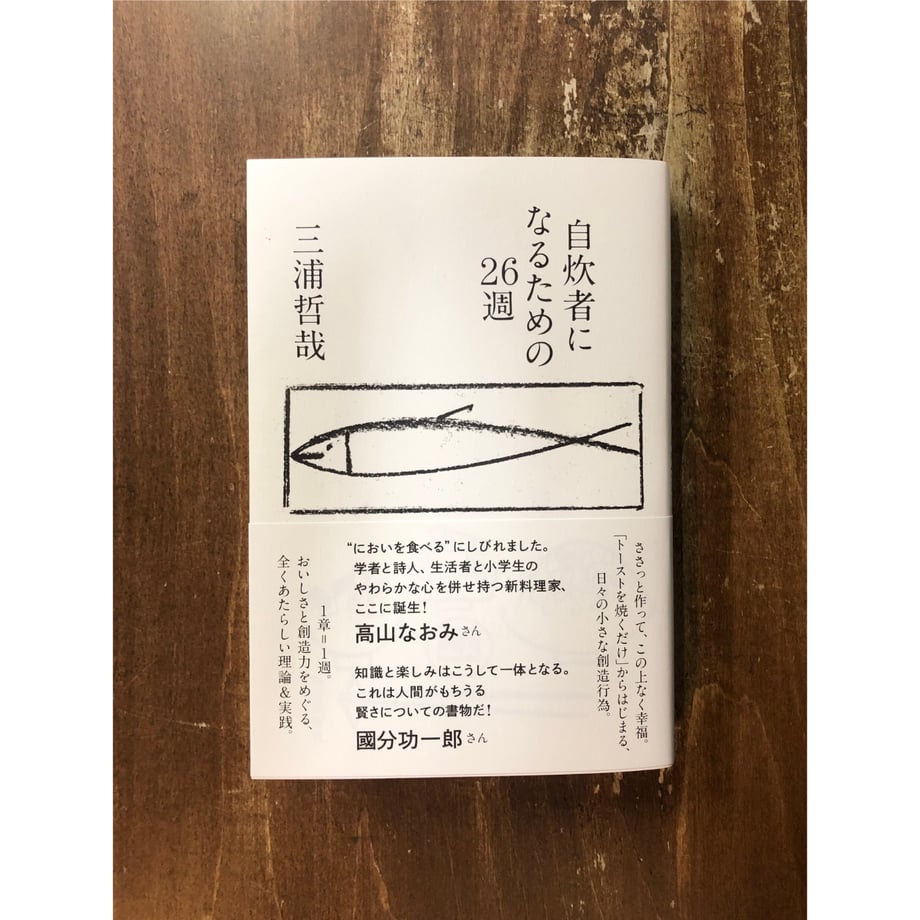 自炊者に
なるための
26週
三浦哲哉
ささっと作って、この上なく幸福。
「トーストを焼くだけ」からはじまる、
日々の小さな創造行為。
“においを食べる”にしびれました。
学者と詩人、生活者と小学生の
やわらかな心を併せ持つ新料理家、
ここに誕生！
高山なおみさん
知識と楽しみはこうして一体となる。
これは人間がもちうる
賢さについての書物だ！
國分功一郎さん
1章＝1週。
おいしさと創造力をめぐる、
全くあたらしい理論＆実践。